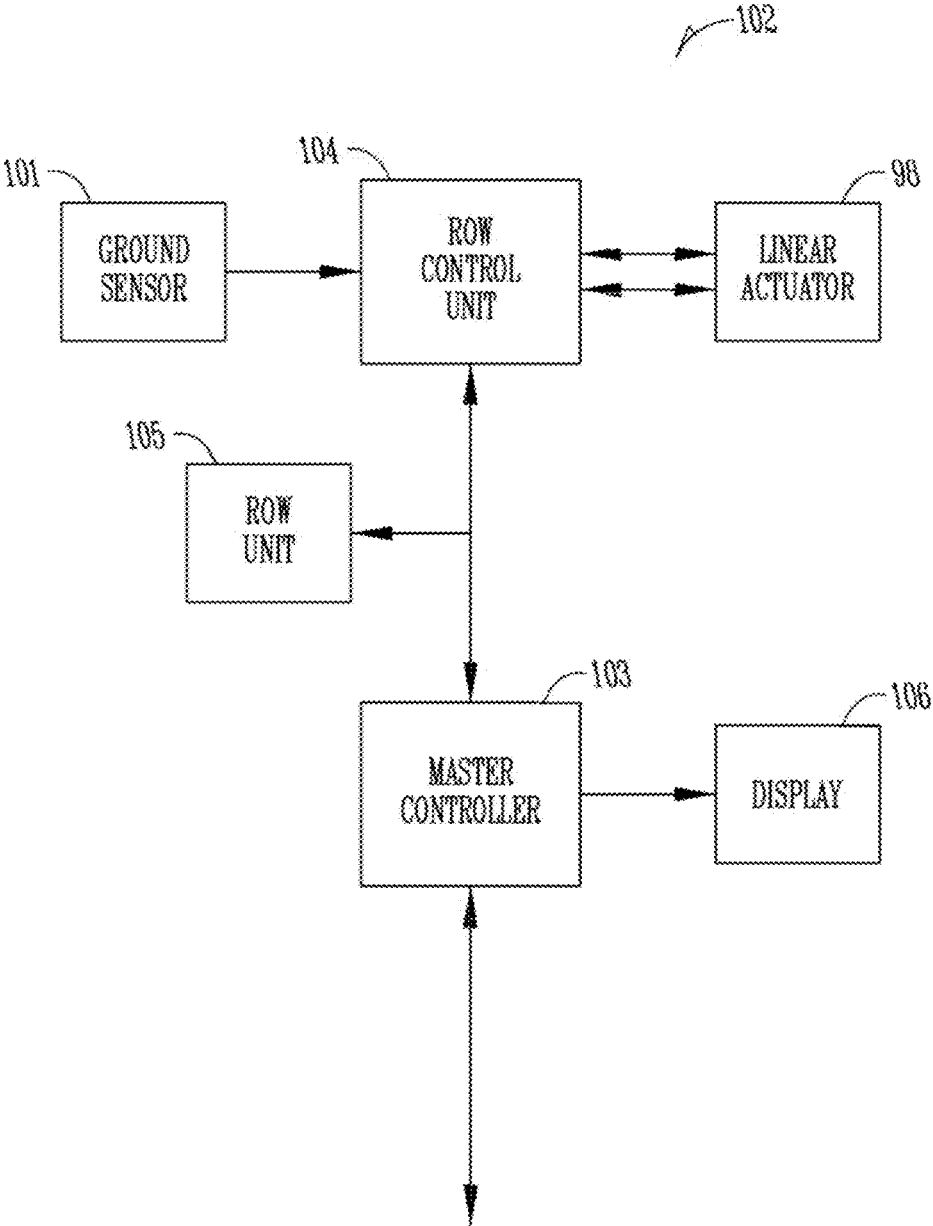 102
101
GROUND
SENSOR
104
ROW
CONTROL
UNIT
98
LINEAR
ACTUATOR
105
ROW
UNIT
103
MASTER
CONTROLLER
106
DISPLAY